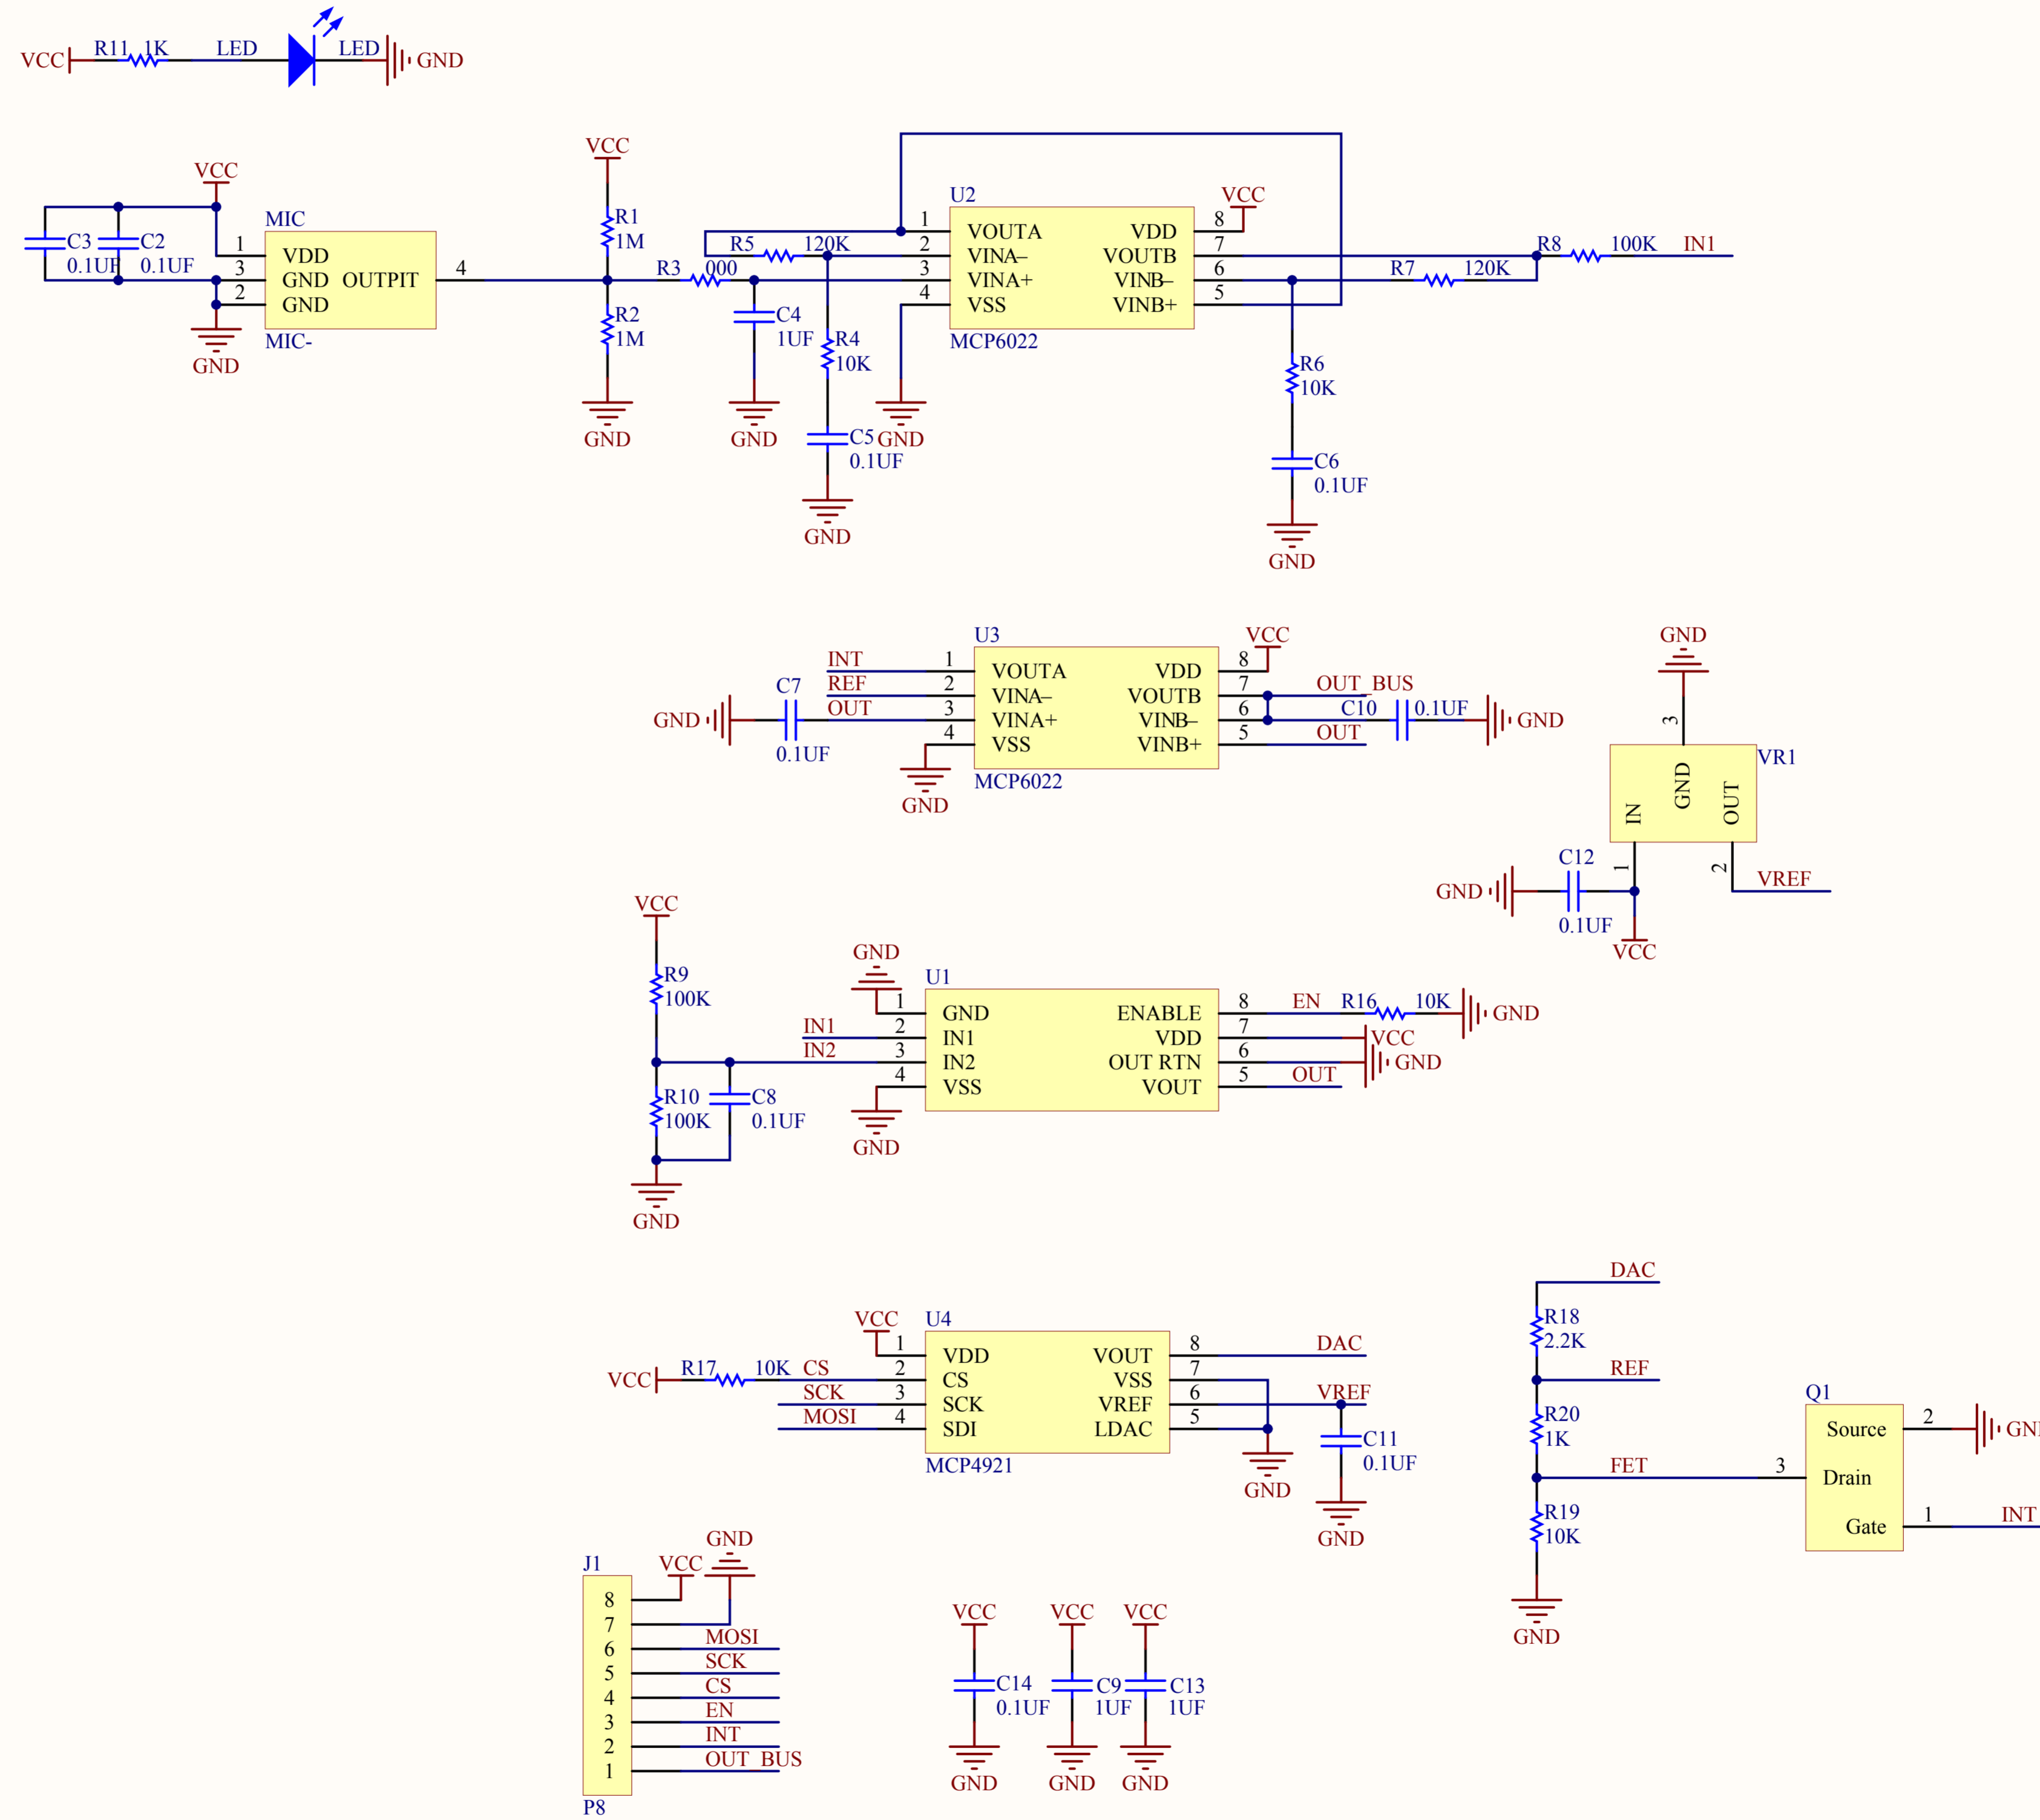 VCC R11 1K LED LED GND
VCC
C3 0.1UF
C2 0.1UF
MIC
1 VDD
3 GND OUTPIT 4
2 GND
MIC-
GND
VCC
R1 1M
R2 1M
GND
R3 000
C4 1UF
GND
R5 120K
R4 10K
C5 0.1UF
GND
GND
U2
VCC
1 VOUTA VDD 8
2 VINA– VOUTB 7
3 VINA+ VINB– 6
4 VSS VINB+ 5
MCP6022
R6 10K
C6 0.1UF
GND
R7 120K
R8 100K IN1
U3
VCC
INT 1 VOUTA VDD 8
REF 2 VINA– VOUTB 7 OUT_BUS
GND C7 0.1UF OUT 3 VINA+ VINB– 6 C10 0.1UF GND
4 VSS VINB+ 5 OUT
GND
MCP6022
GND
3
VR1
IN GND OUT
1 2
GND C12 0.1UF
VREF
VCC
VCC
R9 100K
R10 100K
C8 0.1UF
GND
GND
U1
1 GND ENABLE 8 EN R16 10K GND
IN1 2 IN1 VDD 7 VCC
IN2 3 IN2 OUT RTN 6 GND
4 VSS VOUT 5 OUT
GND
VCC
U4
1 VDD VOUT 8 DAC
VCC R17 10K CS 2 CS VSS 7
SCK 3 SCK VREF 6 VREF
MOSI 4 SDI LDAC 5
MCP4921
GND
C11 0.1UF
GND
DAC
R18 2.2K
REF
R20 1K
FET
R19 10K
GND
Q1
Source 2
3 Drain
Gate 1 INT
J1
VCC
GND
8
7
6 MOSI
5 SCK
4 CS
3 EN
2 INT
1 OUT_BUS
P8
VCC VCC VCC
C14 0.1UF
C9 1UF
C13 1UF
GND GND GND